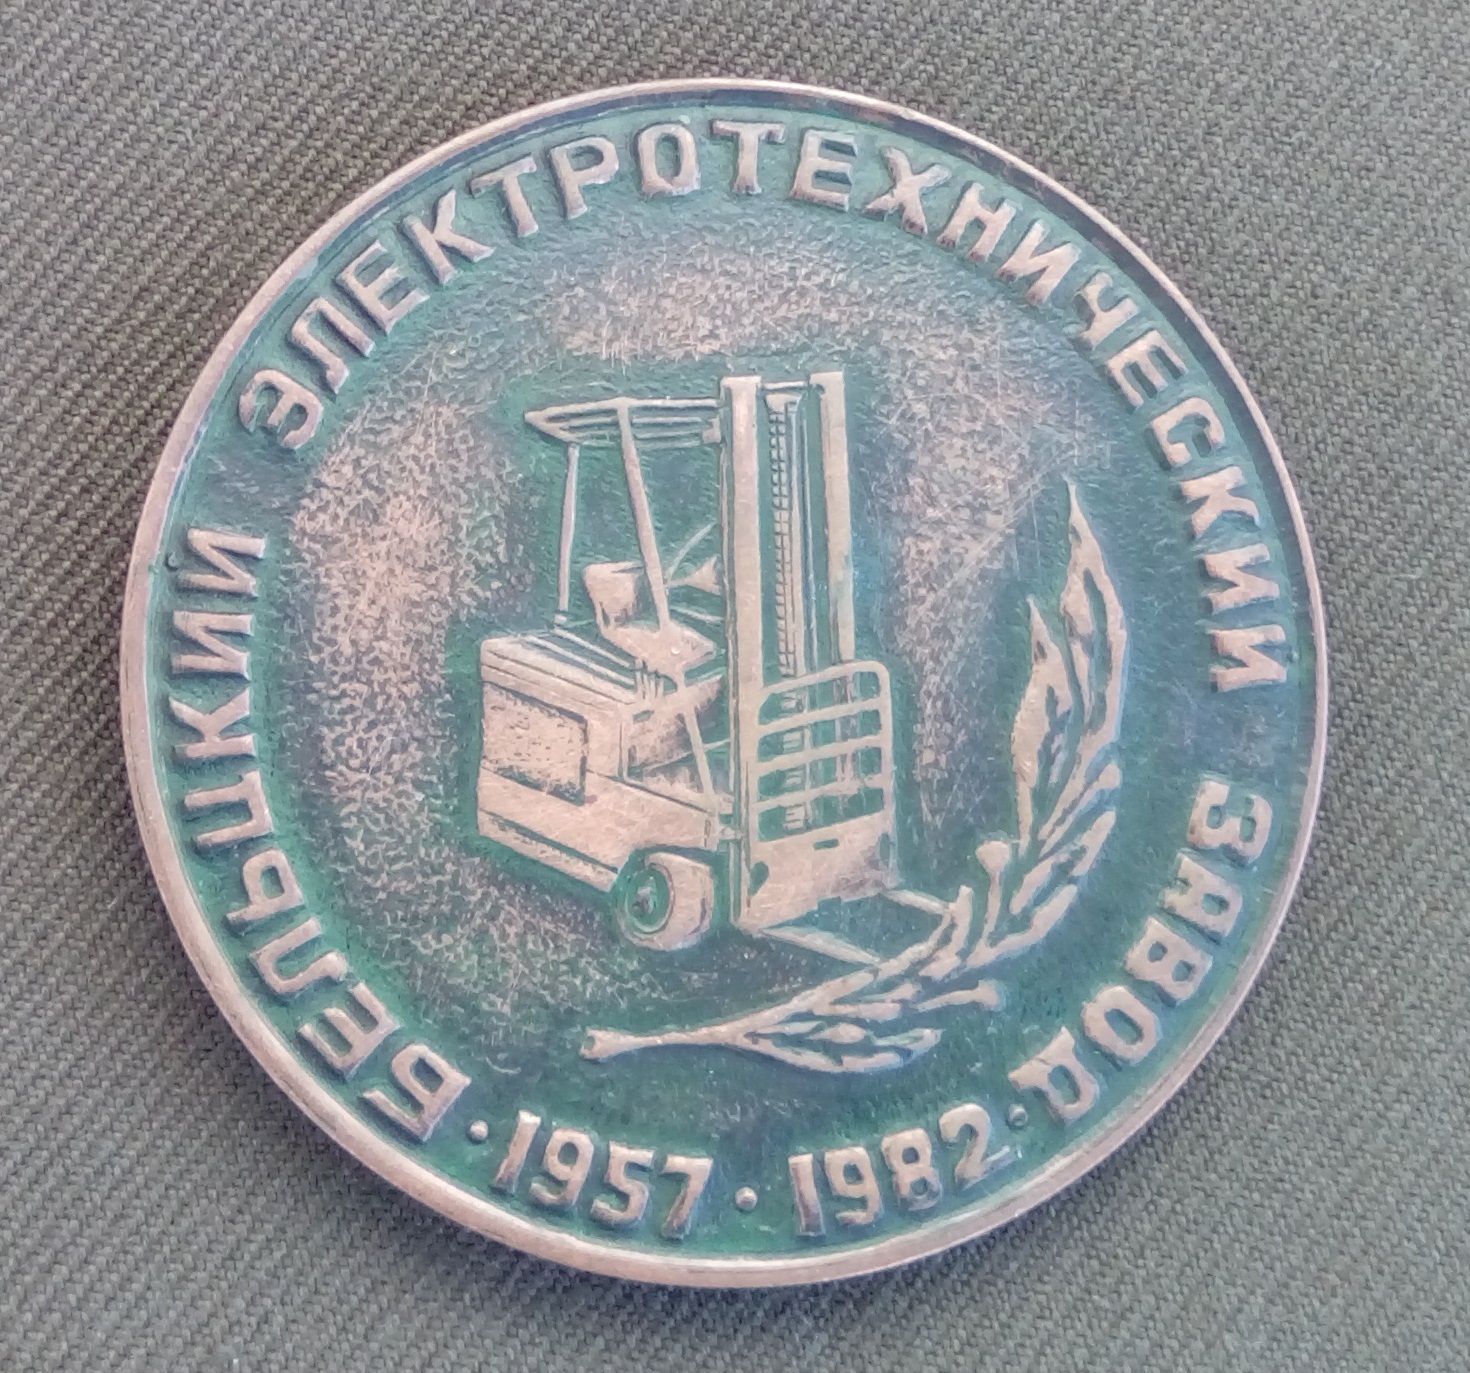 БЕЛЬЦКИЙ ЭЛЕКТРОТЕХНИЧЕСКИЙ ЗАВОД
· 1957 · 1982 ·